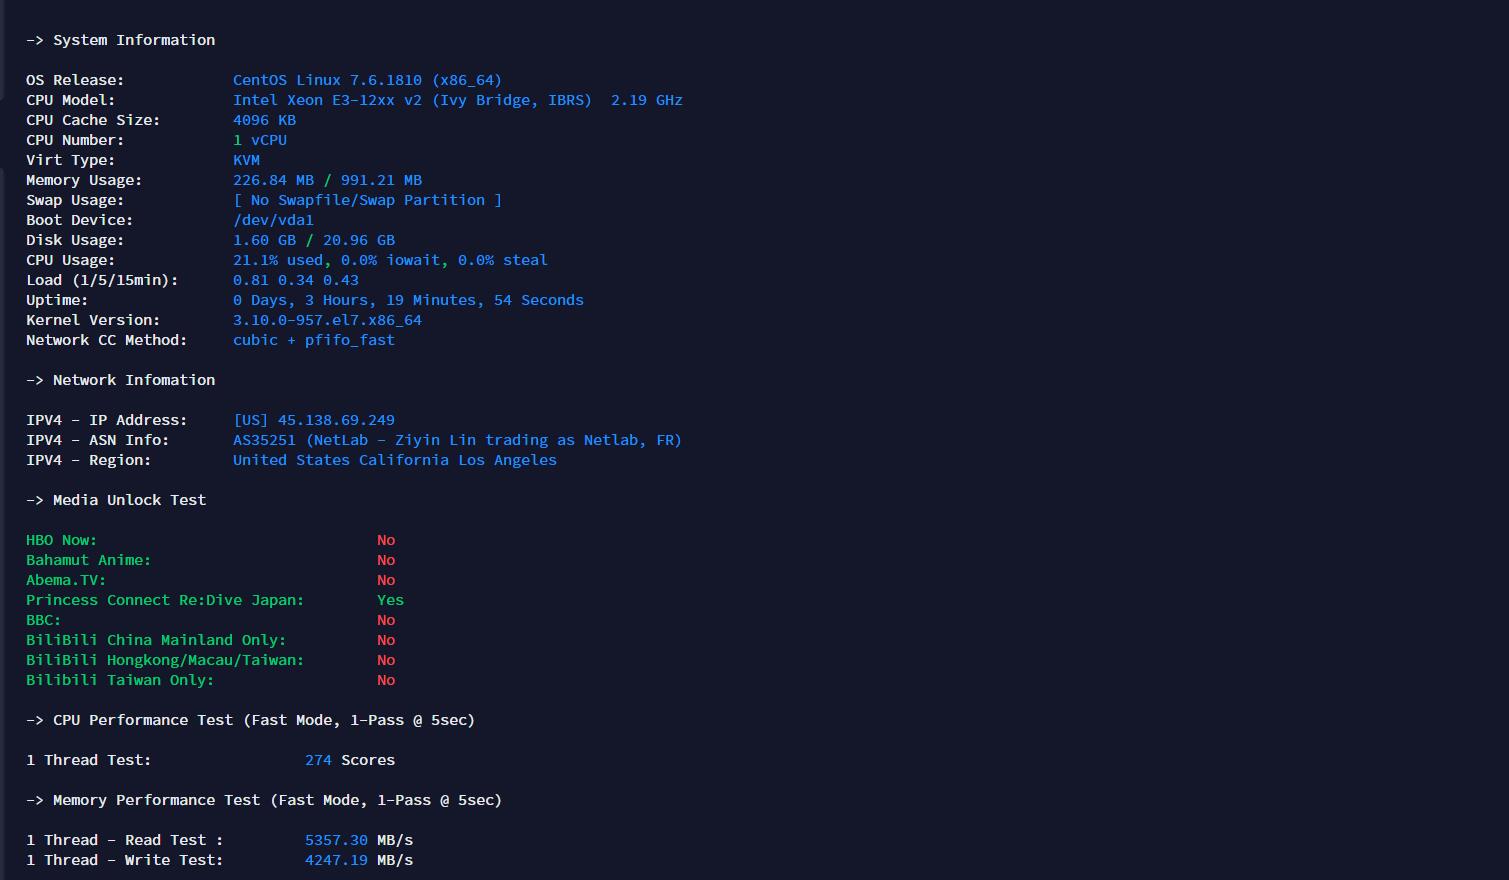 -> System Information
OS Release: CentOS Linux 7.6.1810 (x86_64)
CPU Model: Intel Xeon E3-12xx v2 (Ivy Bridge, IBRS)  2.19 GHz
CPU Cache Size: 4096 KB
CPU Number: 1 vCPU
Virt Type: KVM
Memory Usage: 226.84 MB / 991.21 MB
Swap Usage: [ No Swapfile/Swap Partition ]
Boot Device: /dev/vda1
Disk Usage: 1.60 GB / 20.96 GB
CPU Usage: 21.1% used, 0.0% iowait, 0.0% steal
Load (1/5/15min): 0.81 0.34 0.43
Uptime: 0 Days, 3 Hours, 19 Minutes, 54 Seconds
Kernel Version: 3.10.0-957.el7.x86_64
Network CC Method: cubic + pfifo_fast
-> Network Infomation
IPV4 - IP Address: [US] 45.138.69.249
IPV4 - ASN Info: AS35251 (NetLab - Ziyin Lin trading as Netlab, FR)
IPV4 - Region: United States California Los Angeles
-> Media Unlock Test
HBO Now: No
Bahamut Anime: No
Abema.TV: No
Princess Connect Re:Dive Japan: Yes
BBC: No
BiliBili China Mainland Only: No
BiliBili Hongkong/Macau/Taiwan: No
Bilibili Taiwan Only: No
-> CPU Performance Test (Fast Mode, 1-Pass @ 5sec)
1 Thread Test: 274 Scores
-> Memory Performance Test (Fast Mode, 1-Pass @ 5sec)
1 Thread - Read Test : 5357.30 MB/s
1 Thread - Write Test: 4247.19 MB/s